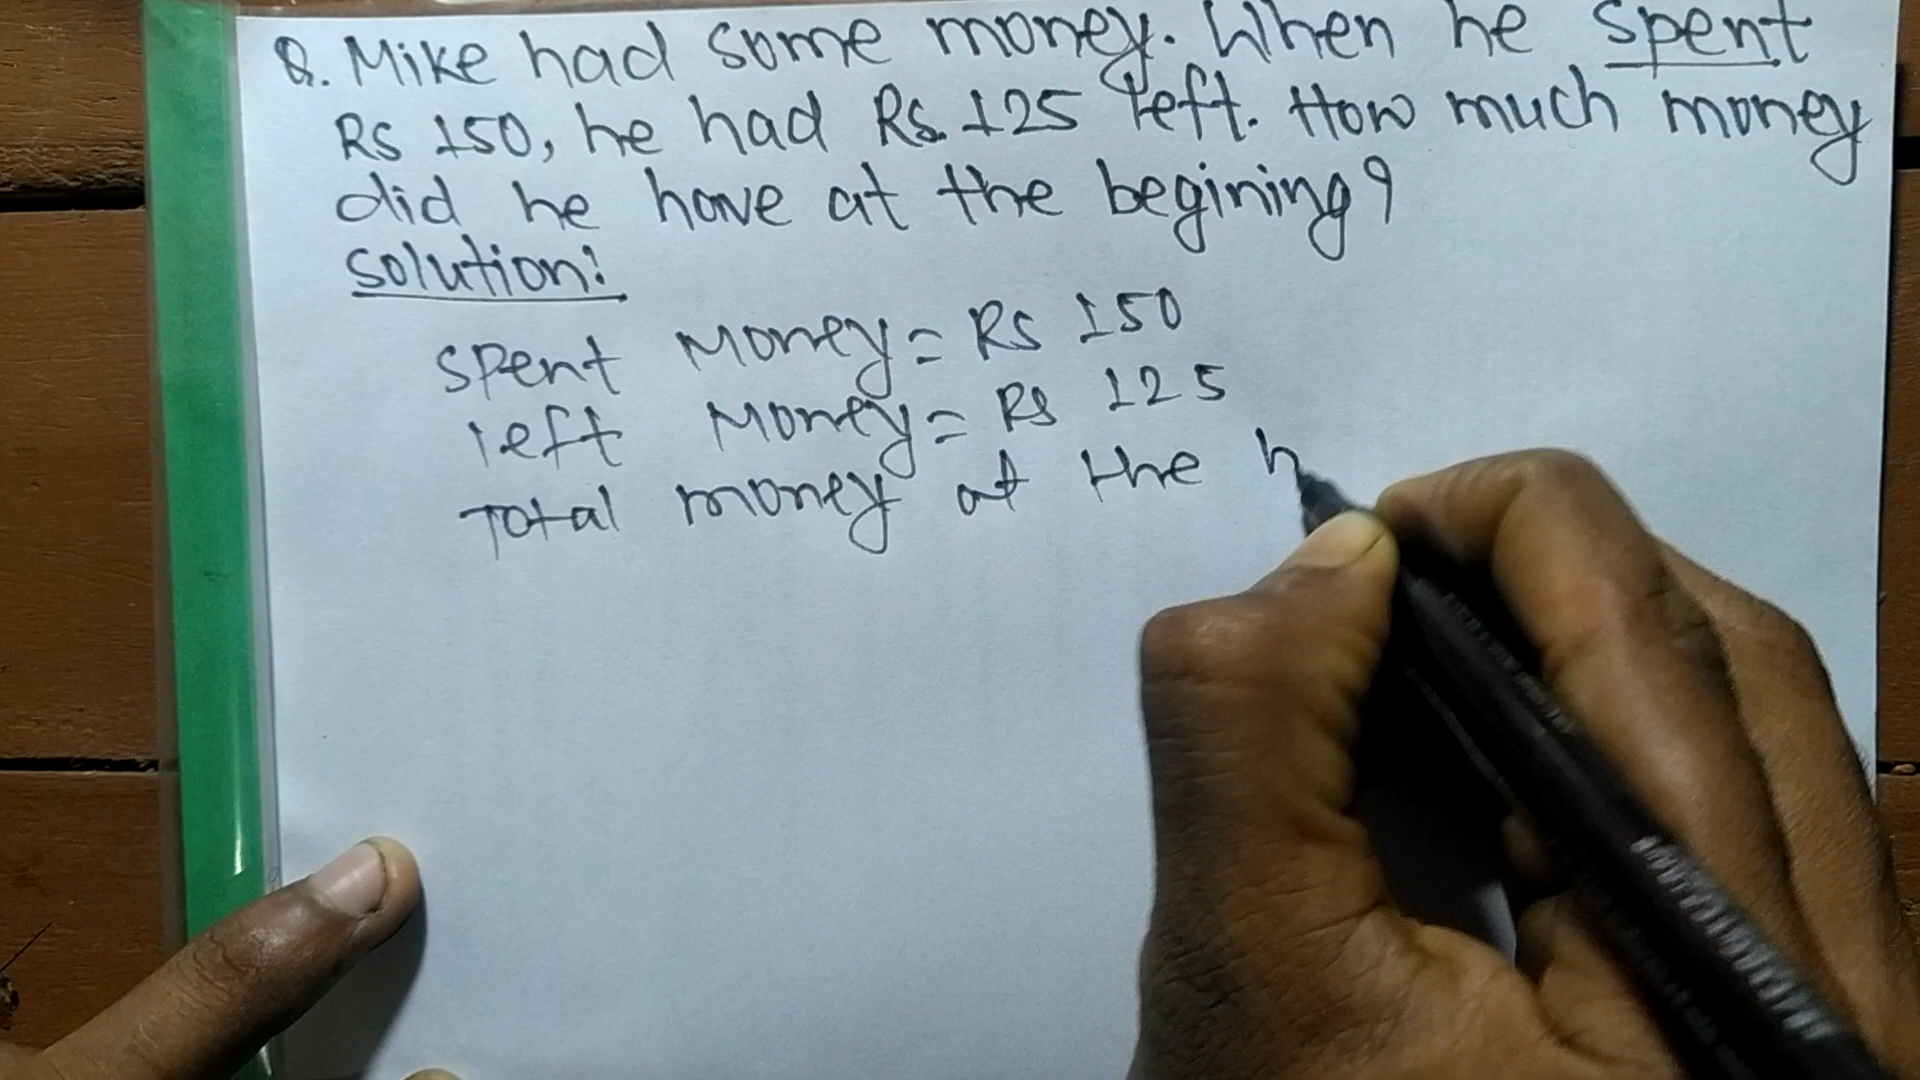 Q. Mike had some money. When he spent
Rs 150, he had Rs. 125 left. How much money
did he have at the begining?
solution:
spent Money = Rs 150
left Money = Rs 125
Total money at the b